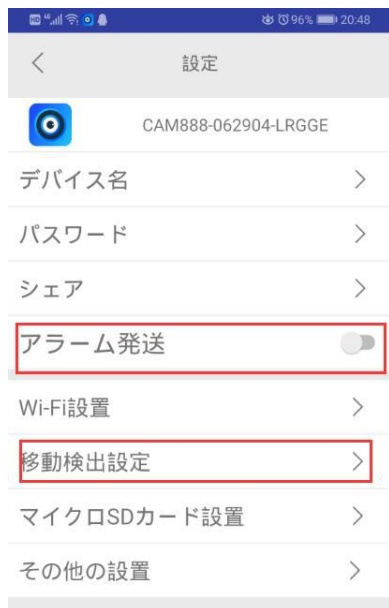 HD 46 96% 20:48
設定
CAM888-062904-LRGGE
デバイス名
パスワード
シェア
アラーム発送
Wi-Fi設置
移動検出設定
マイクロSDカード設置
その他の設置